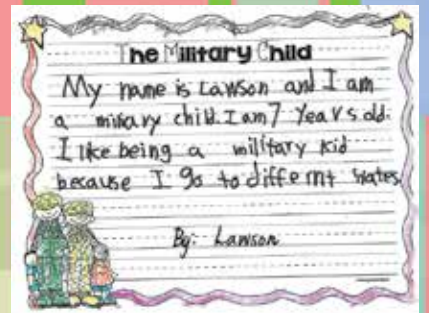 The Military Child
My name is Lawson and I am
a miliary child. I am 7 years old.
I like being a military kid
because I go to differnt states
By: Lawson